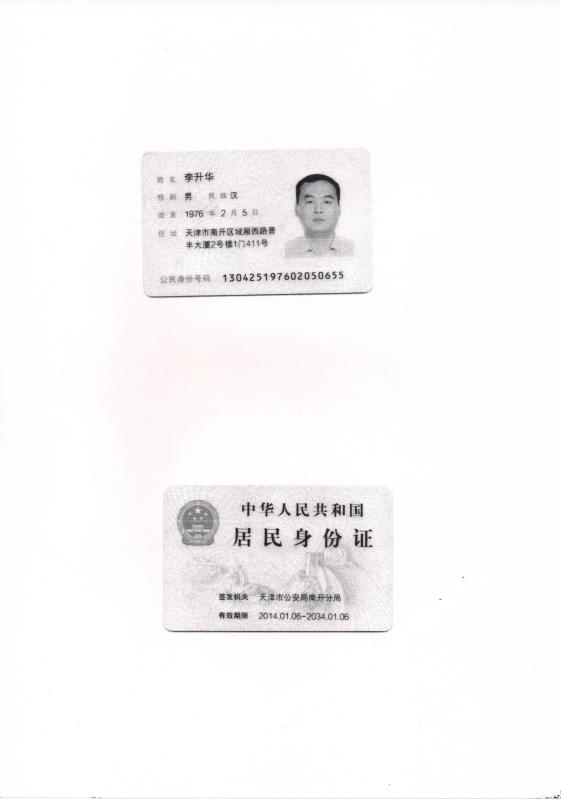 姓名 李升华
性别 男 民族 汉
出生 1976 年 2 月 5 日
住址 天津市南开区城厢西路晋
丰大厦2号楼1门411号
公民身份号码 130425197602050655
中华人民共和国
居民身份证
签发机关 天津市公安局南开分局
有效期限 2014.01.06-2034.01.06